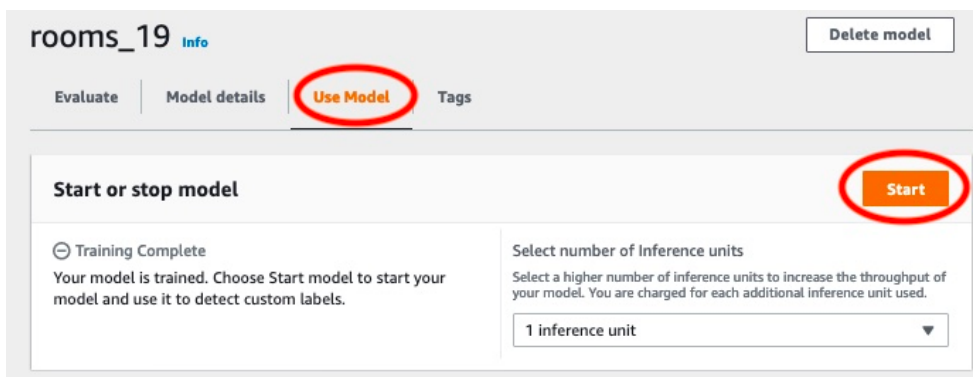 rooms_19 Info
Delete model
Evaluate
Model details
Use Model
Tags
Start or stop model
Start
Training Complete
Your model is trained. Choose Start model to start your
model and use it to detect custom labels.
Select number of Inference units
Select a higher number of inference units to increase the throughput of
your model. You are charged for each additional inference unit used.
1 inference unit